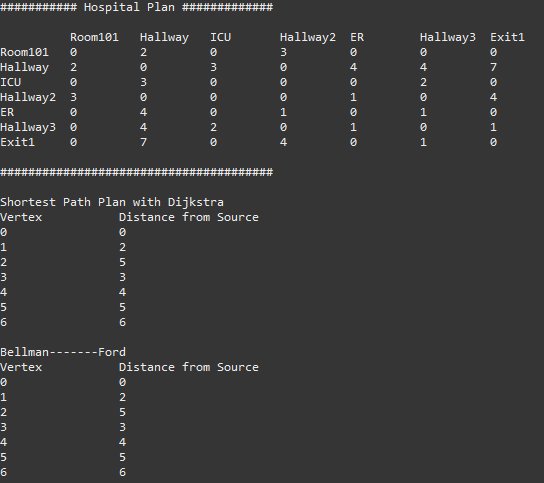 ########### Hospital Plan #############
Room101 Hallway ICU Hallway2 ER Hallway3 Exit1
Room101 0 2 0 3 0 0 0
Hallway 2 0 3 0 4 4 7
ICU 0 3 0 0 0 2 0
Hallway2 3 0 0 0 1 0 4
ER 0 4 0 1 0 1 0
Hallway3 0 4 2 0 1 0 1
Exit1 0 7 0 4 0 1 0
#######################################
Shortest Path Plan with Dijkstra
Vertex Distance from Source
0 0
1 2
2 5
3 3
4 4
5 5
6 6
Bellman-------Ford
Vertex Distance from Source
0 0
1 2
2 5
3 3
4 4
5 5
6 6